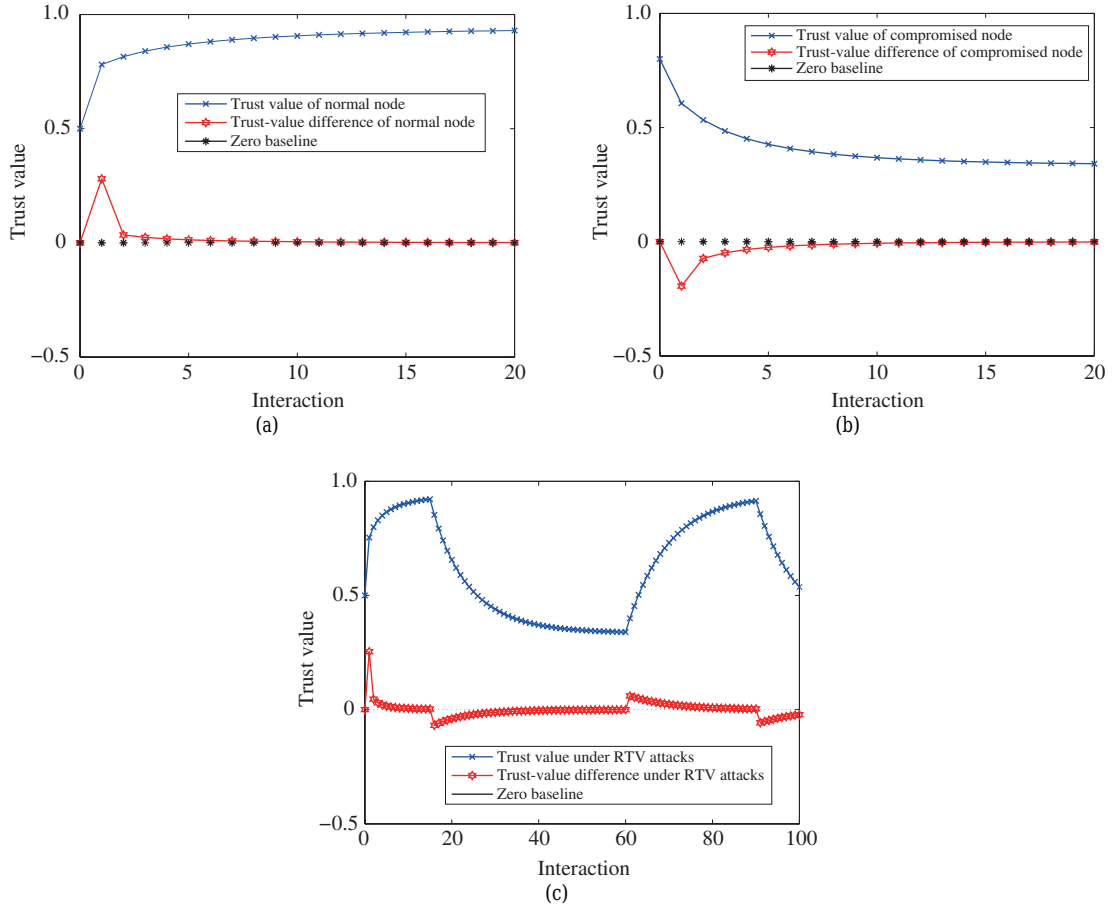 1.0
0.5
0
−0.5
Trust value
0
5
10
15
20
Interaction
Trust value of normal node
Trust-value difference of normal node
Zero baseline
(a)
1.0
0.5
0
−0.5
Trust value
0
5
10
15
20
Interaction
Trust value of compromised node
Trust-value difference of compromised node
Zero baseline
(b)
1.0
0.5
0
−0.5
Trust value
0
20
40
60
80
100
Interaction
Trust value under RTV attacks
Trust-value difference under RTV attacks
Zero baseline
(c)